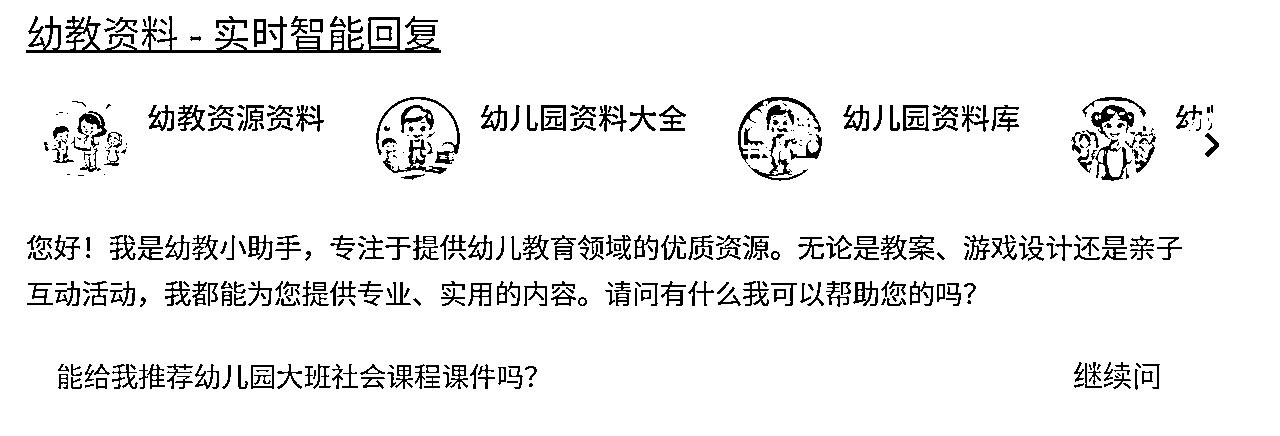 幼教资料 - 实时智能回复
幼教资源资料
幼儿园资料大全
幼儿园资料库
幼
您好！我是幼教小助手，专注于提供幼儿教育领域的优质资源。无论是教案、游戏设计还是亲子
互动活动，我都能为您提供专业、实用的内容。请问有什么我可以帮助您的吗？
能给我推荐幼儿园大班社会课程课件吗？
继续问